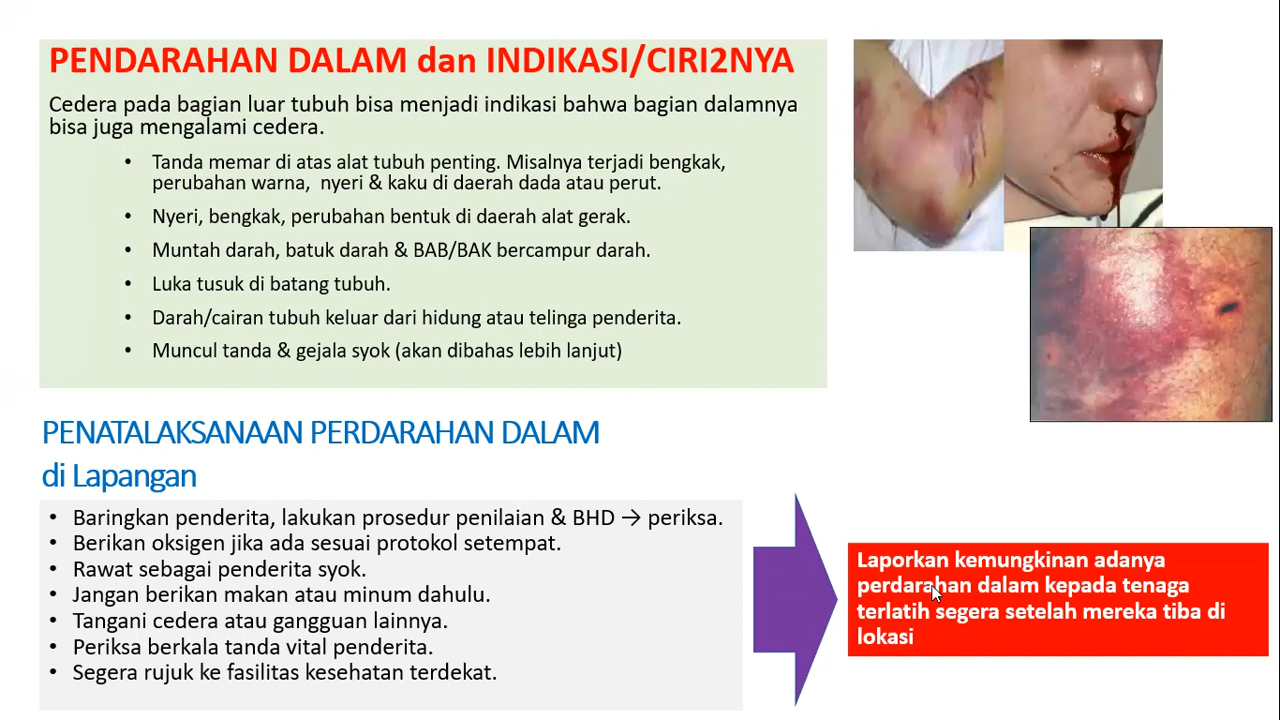 PENDARAHAN DALAM dan INDIKASI/CIRI2NYA
Cedera pada bagian luar tubuh bisa menjadi indikasi bahwa bagian dalamnya
bisa juga mengalami cedera.
• Tanda memar di atas alat tubuh penting. Misalnya terjadi bengkak,
perubahan warna, nyeri & kaku di daerah dada atau perut.
• Nyeri, bengkak, perubahan bentuk di daerah alat gerak.
• Muntah darah, batuk darah & BAB/BAK bercampur darah.
• Luka tusuk di batang tubuh.
• Darah/cairan tubuh keluar dari hidung atau telinga penderita.
• Muncul tanda & gejala syok (akan dibahas lebih lanjut)
PENATALAKSANAAN PERDARAHAN DALAM
di Lapangan
• Baringkan penderita, lakukan prosedur penilaian & BHD → periksa.
• Berikan oksigen jika ada sesuai protokol setempat.
• Rawat sebagai penderita syok.
• Jangan berikan makan atau minum dahulu.
• Tangani cedera atau gangguan lainnya.
• Periksa berkala tanda vital penderita.
• Segera rujuk ke fasilitas kesehatan terdekat.
Laporkan kemungkinan adanya
perdarahan dalam kepada tenaga
terlatih segera setelah mereka tiba di
lokasi